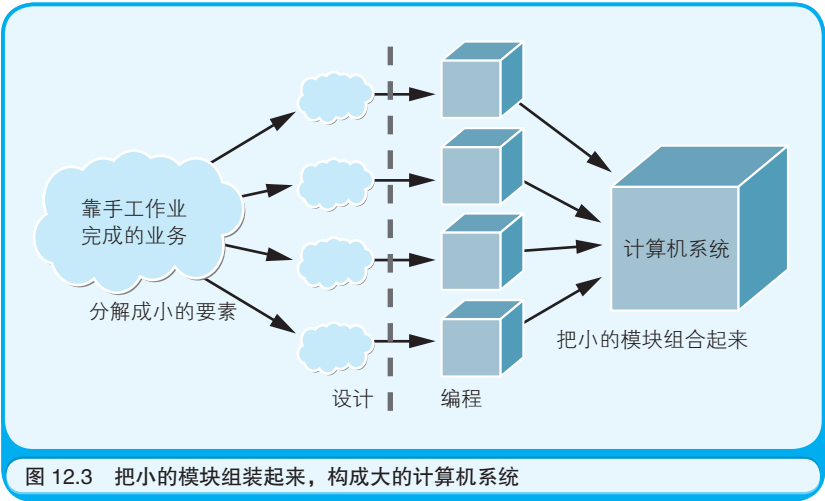 靠手工作业
完成的业务
分解成小的要素
设计
编程
计算机系统
把小的模块组合起来
图 12.3 把小的模块组装起来，构成大的计算机系统